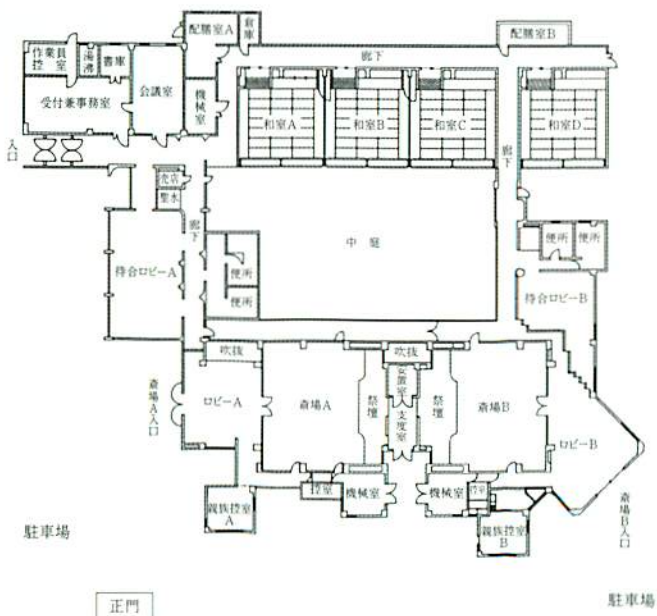 配膳室A
倉庫
配膳室B
作業員
控室
湯沸
書庫
廊下
会議室
機械室
受付兼事務室
和室A
和室B
和室C
和室D
入口
廊下
売店
聖水
廊下
中庭
便所
便所
待合ロビーA
便所
便所
待合ロビーB
吹抜
吹抜
斎場A入口
ロビーA
斎場A
祭壇
支度室
祭壇
斎場B
ロビーB
控室
機械室
機械室
控室
親族控室
A
親族控室
B
斎場B入口
駐車場
正門
駐車場